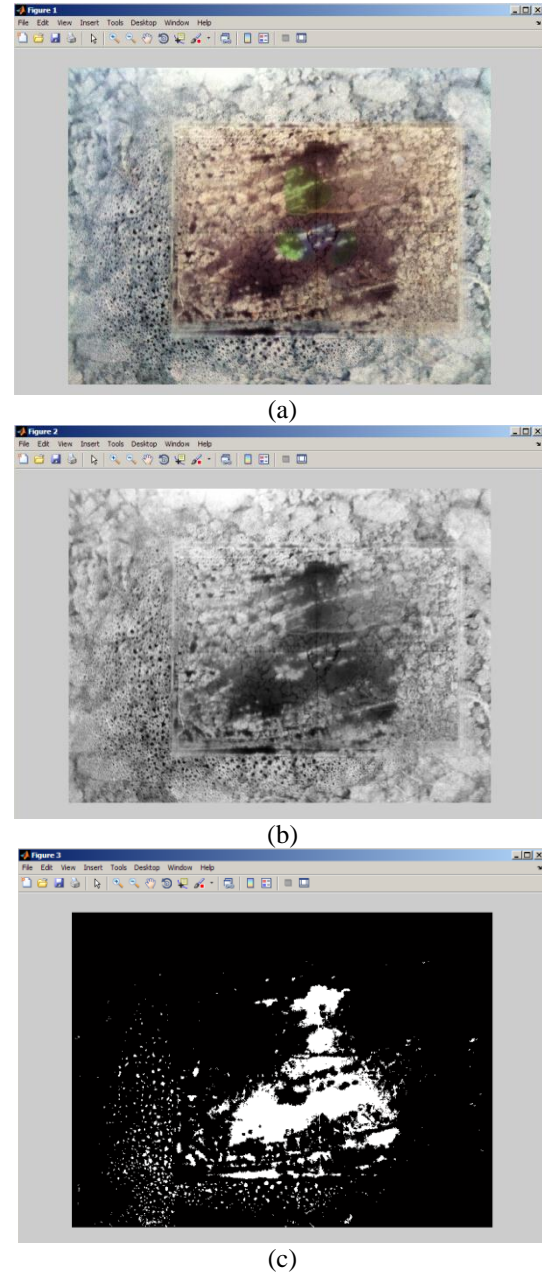 Figure 1
File Edit View Insert Tools Desktop Window Help
(a)
Figure 2
File Edit View Insert Tools Desktop Window Help
(b)
Figure 3
File Edit View Insert Tools Desktop Window Help
(c)